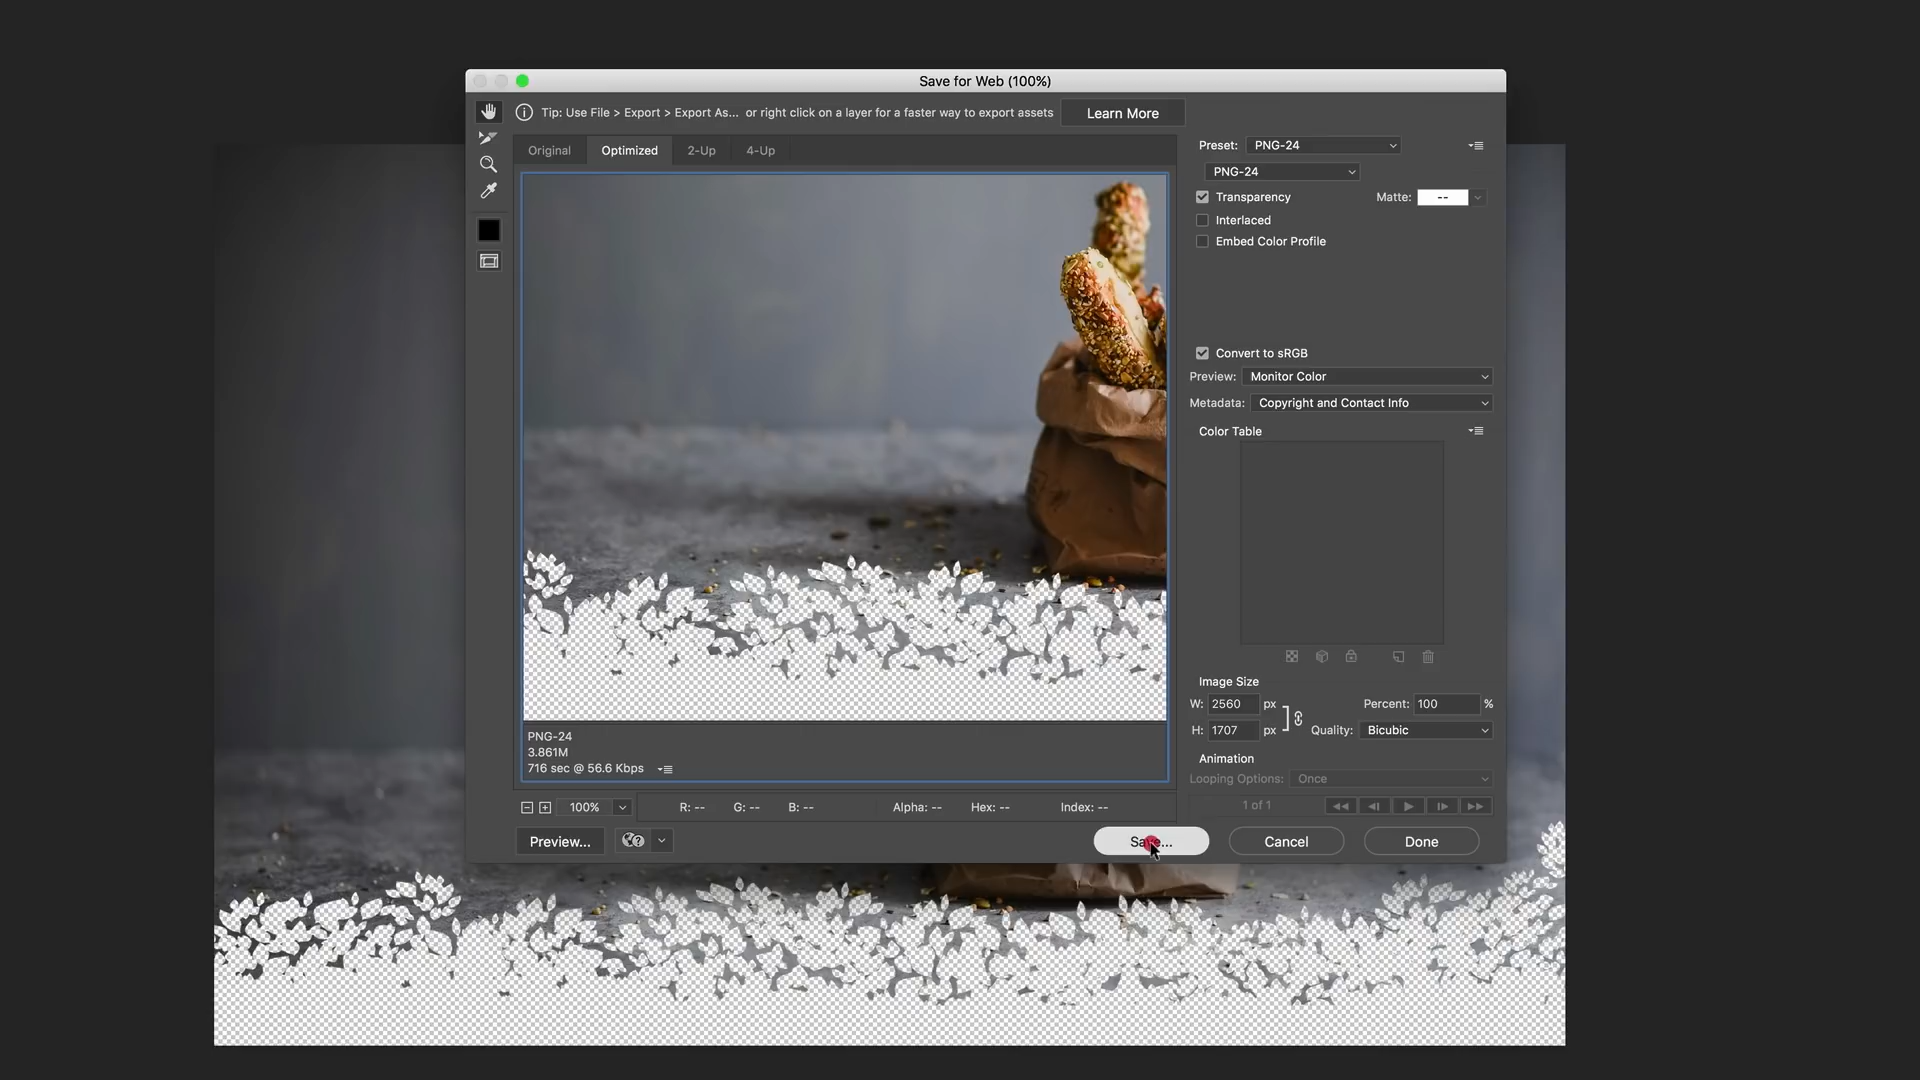 Save for Web (100%)
Tip: Use File > Export > Export As... or right click on a layer for a faster way to export assets
Learn More
Original
Optimized
2-Up
4-Up
Preset: PNG-24
PNG-24
Transparency
Matte: --
Interlaced
Embed Color Profile
Convert to sRGB
Preview: Monitor Color
Metadata: Copyright and Contact Info
Color Table
Image Size
W: 2560 px
Percent: 100 %
H: 1707 px
Quality: Bicubic
Animation
Looping Options: Once
1 of 1
PNG-24
3.861M
716 sec @ 56.6 Kbps
100%
R: --
G: --
B: --
Alpha: --
Hex: --
Index: --
Preview...
Save...
Cancel
Done